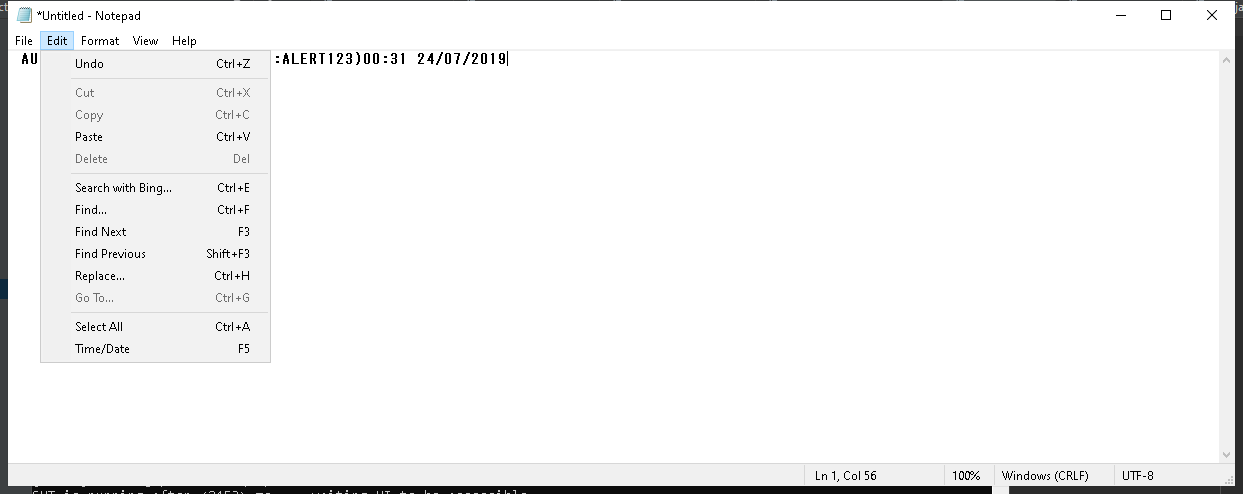 *Untitled - Notepad
File Edit Format View Help
AU :ALERT123)00:31 24/07/2019
Undo Ctrl+Z
Cut Ctrl+X
Copy Ctrl+C
Paste Ctrl+V
Delete Del
Search with Bing... Ctrl+E
Find... Ctrl+F
Find Next F3
Find Previous Shift+F3
Replace... Ctrl+H
Go To... Ctrl+G
Select All Ctrl+A
Time/Date F5
Ln 1, Col 56 100% Windows (CRLF) UTF-8